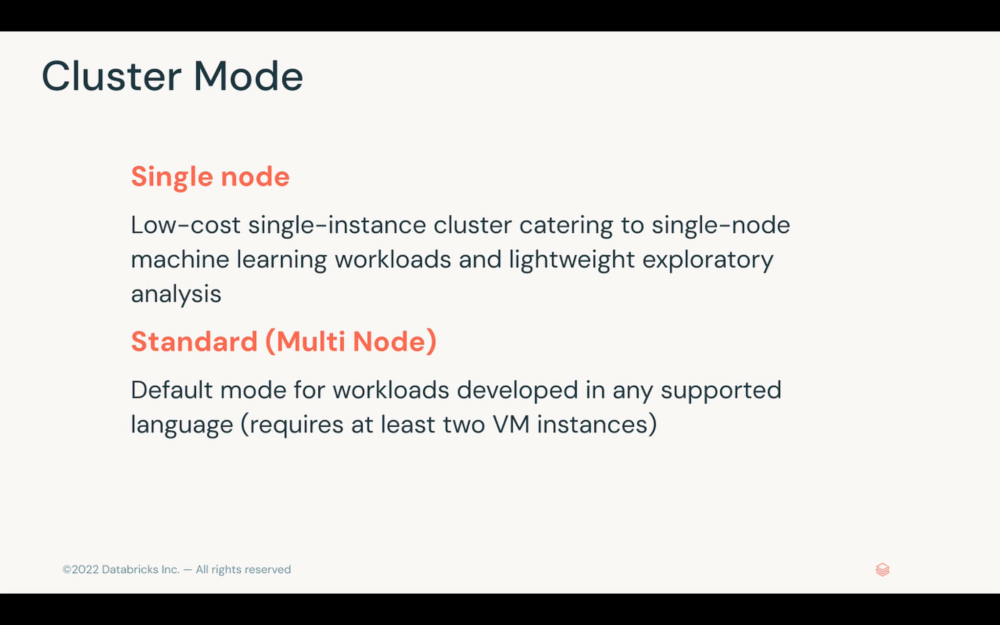 Cluster Mode
Single node
Low-cost single-instance cluster catering to single-node
machine learning workloads and lightweight exploratory
analysis
Standard (Multi Node)
Default mode for workloads developed in any supported
language (requires at least two VM instances)
©2022 Databricks Inc. — All rights reserved